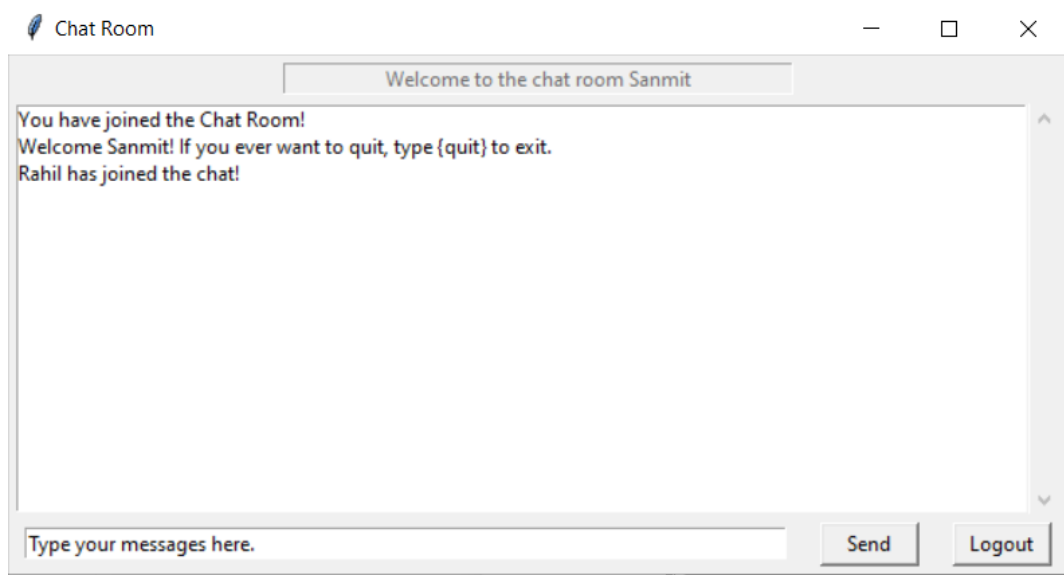 Chat Room
Welcome to the chat room Sanmit
You have joined the Chat Room!
Welcome Sanmit! If you ever want to quit, type {quit} to exit.
Rahil has joined the chat!
Type your messages here.
Send
Logout